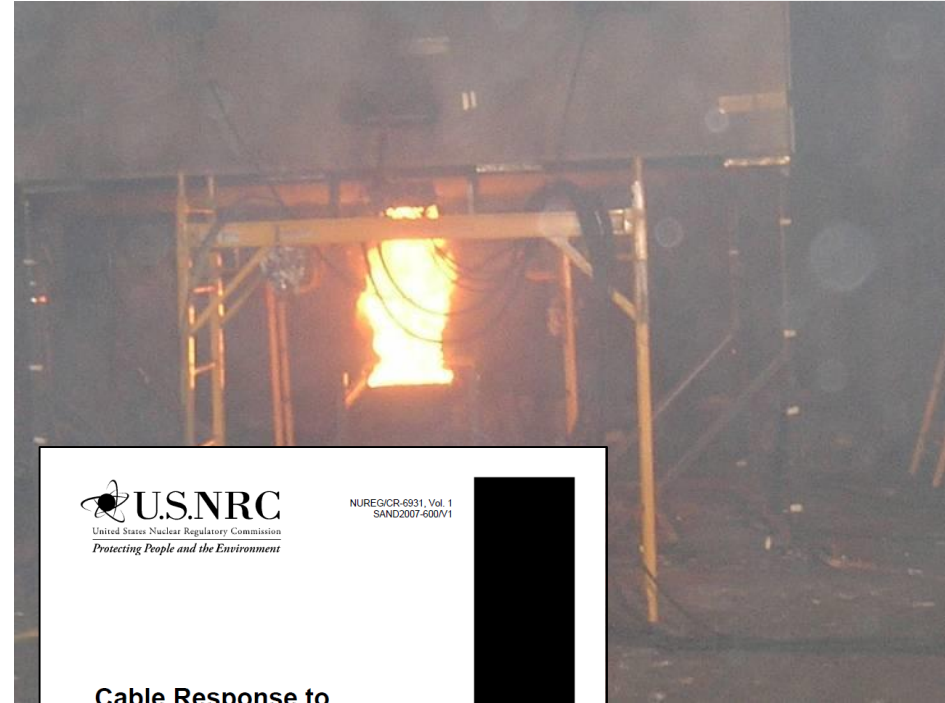 U.S.NRC
United States Nuclear Regulatory Commission
Protecting People and the Environment
NUREG/CR-6931, Vol. 1
SAND2007-600/V1
Cable Response to